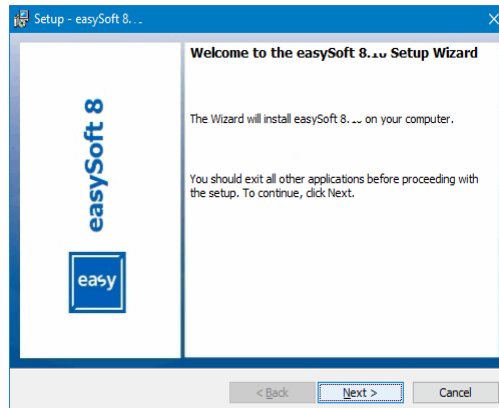 Setup - easySoft 8.
Welcome to the easySoft Setup Wizard
The Wizard will install easySoft 8. on your computer.
You should exit all other applications before proceeding with
the setup. To continue, click Next.
easySoft 8
easy
< Back
Next >
Cancel